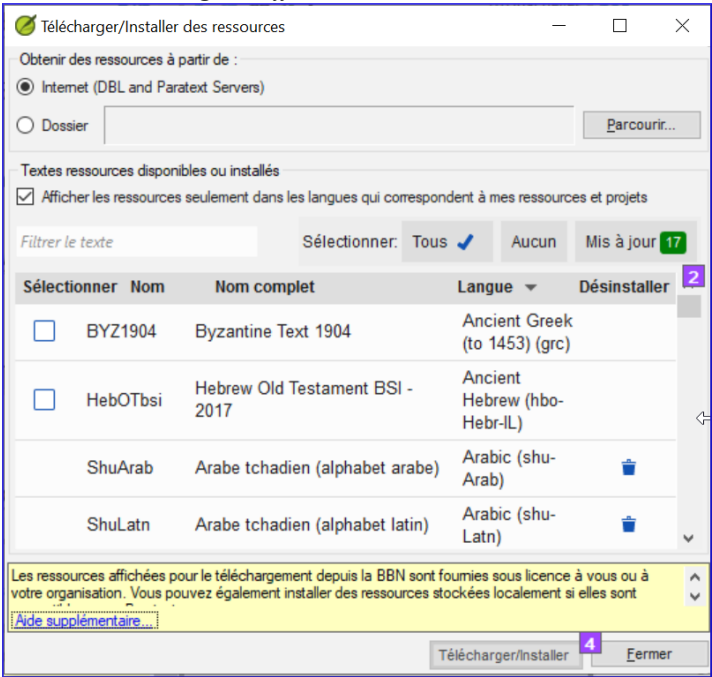 Télécharger/Installer des ressources
Obtenir des ressources à partir de :
Internet (DBL and Paratext Servers)
Dossier
Parcourir...
Textes ressources disponibles ou installés
Afficher les ressources seulement dans les langues qui correspondent à mes ressources et projets
Filtrer le texte Sélectionner: Tous Aucun Mis à jour 17
2
Sélectionner Nom Nom complet Langue Désinstaller
BYZ1904 Byzantine Text 1904 Ancient Greek
(to 1453) (grc)
HebOTbsi Hebrew Old Testament BSI -
2017
Ancient
Hebrew (hbo-
Hebr-IL)
ShuArab Arabe tchadien (alphabet arabe) Arabic (shu-
Arab)
ShuLatn Arabe tchadien (alphabet latin) Arabic (shu-
Latn)
Les ressources affichées pour le téléchargement depuis la BBN sont fournies sous licence à vous ou à
votre organisation. Vous pouvez également installer des ressources stockées localement si elles sont
Aide supplémentaire...
Télécharger/Installer 4 Fermer